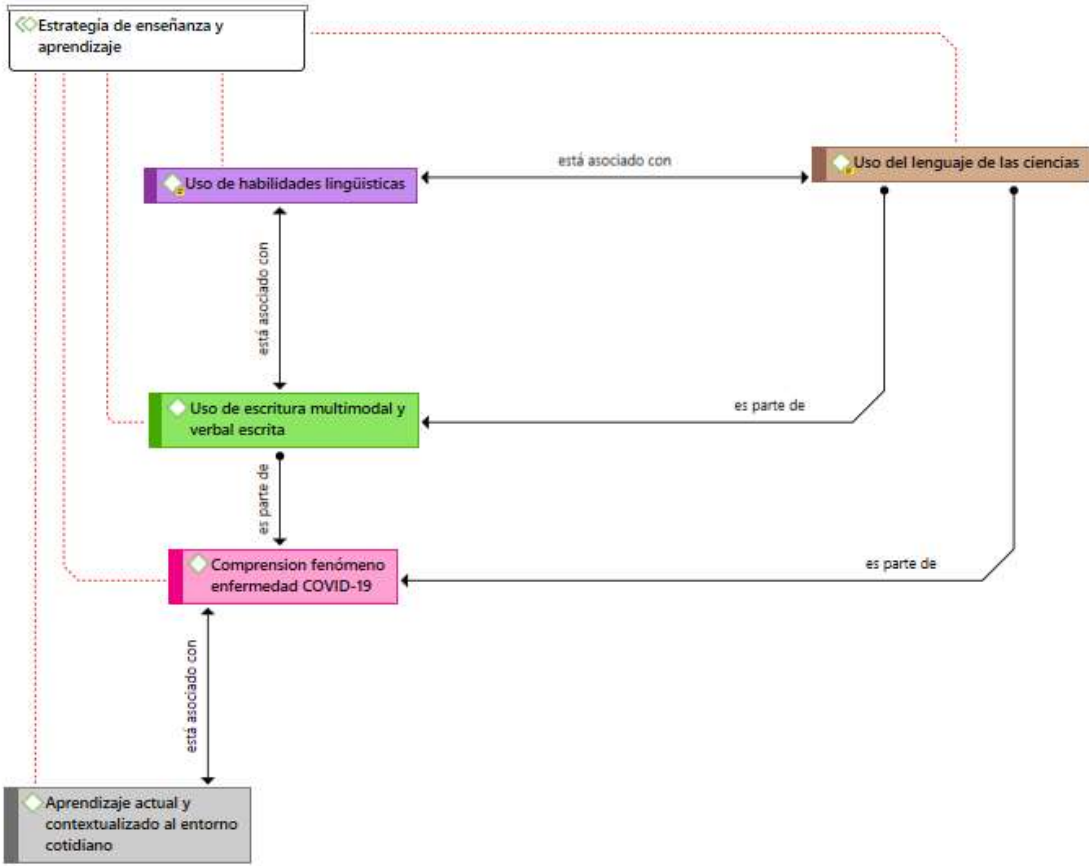 Estrategía de enseñanza y
aprendizaje
está asociado con
Uso del lenguaje de las ciencias
Uso de habilidades lingüísticas
está asociado con
Uso de escritura multimodal y
verbal escrita
es parte de
es parte de
Comprension fenómeno
enfermedad COVID-19
es parte de
está asociado con
Aprendizaje actual y
contextualizado al entorno
cotidiano